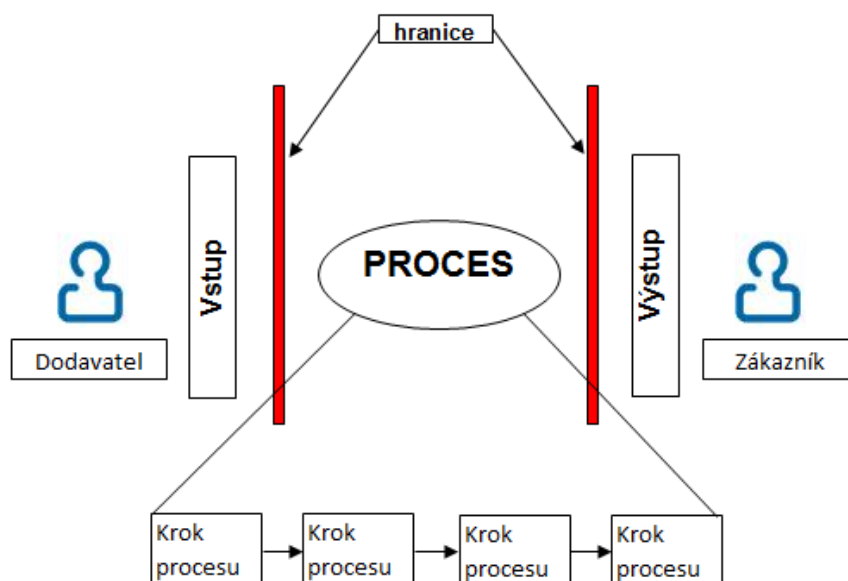 hranice
Vstup
PROCES
Výstup
Dodavatel
Zákazník
Krok
procesu
Krok
procesu
Krok
procesu
Krok
procesu